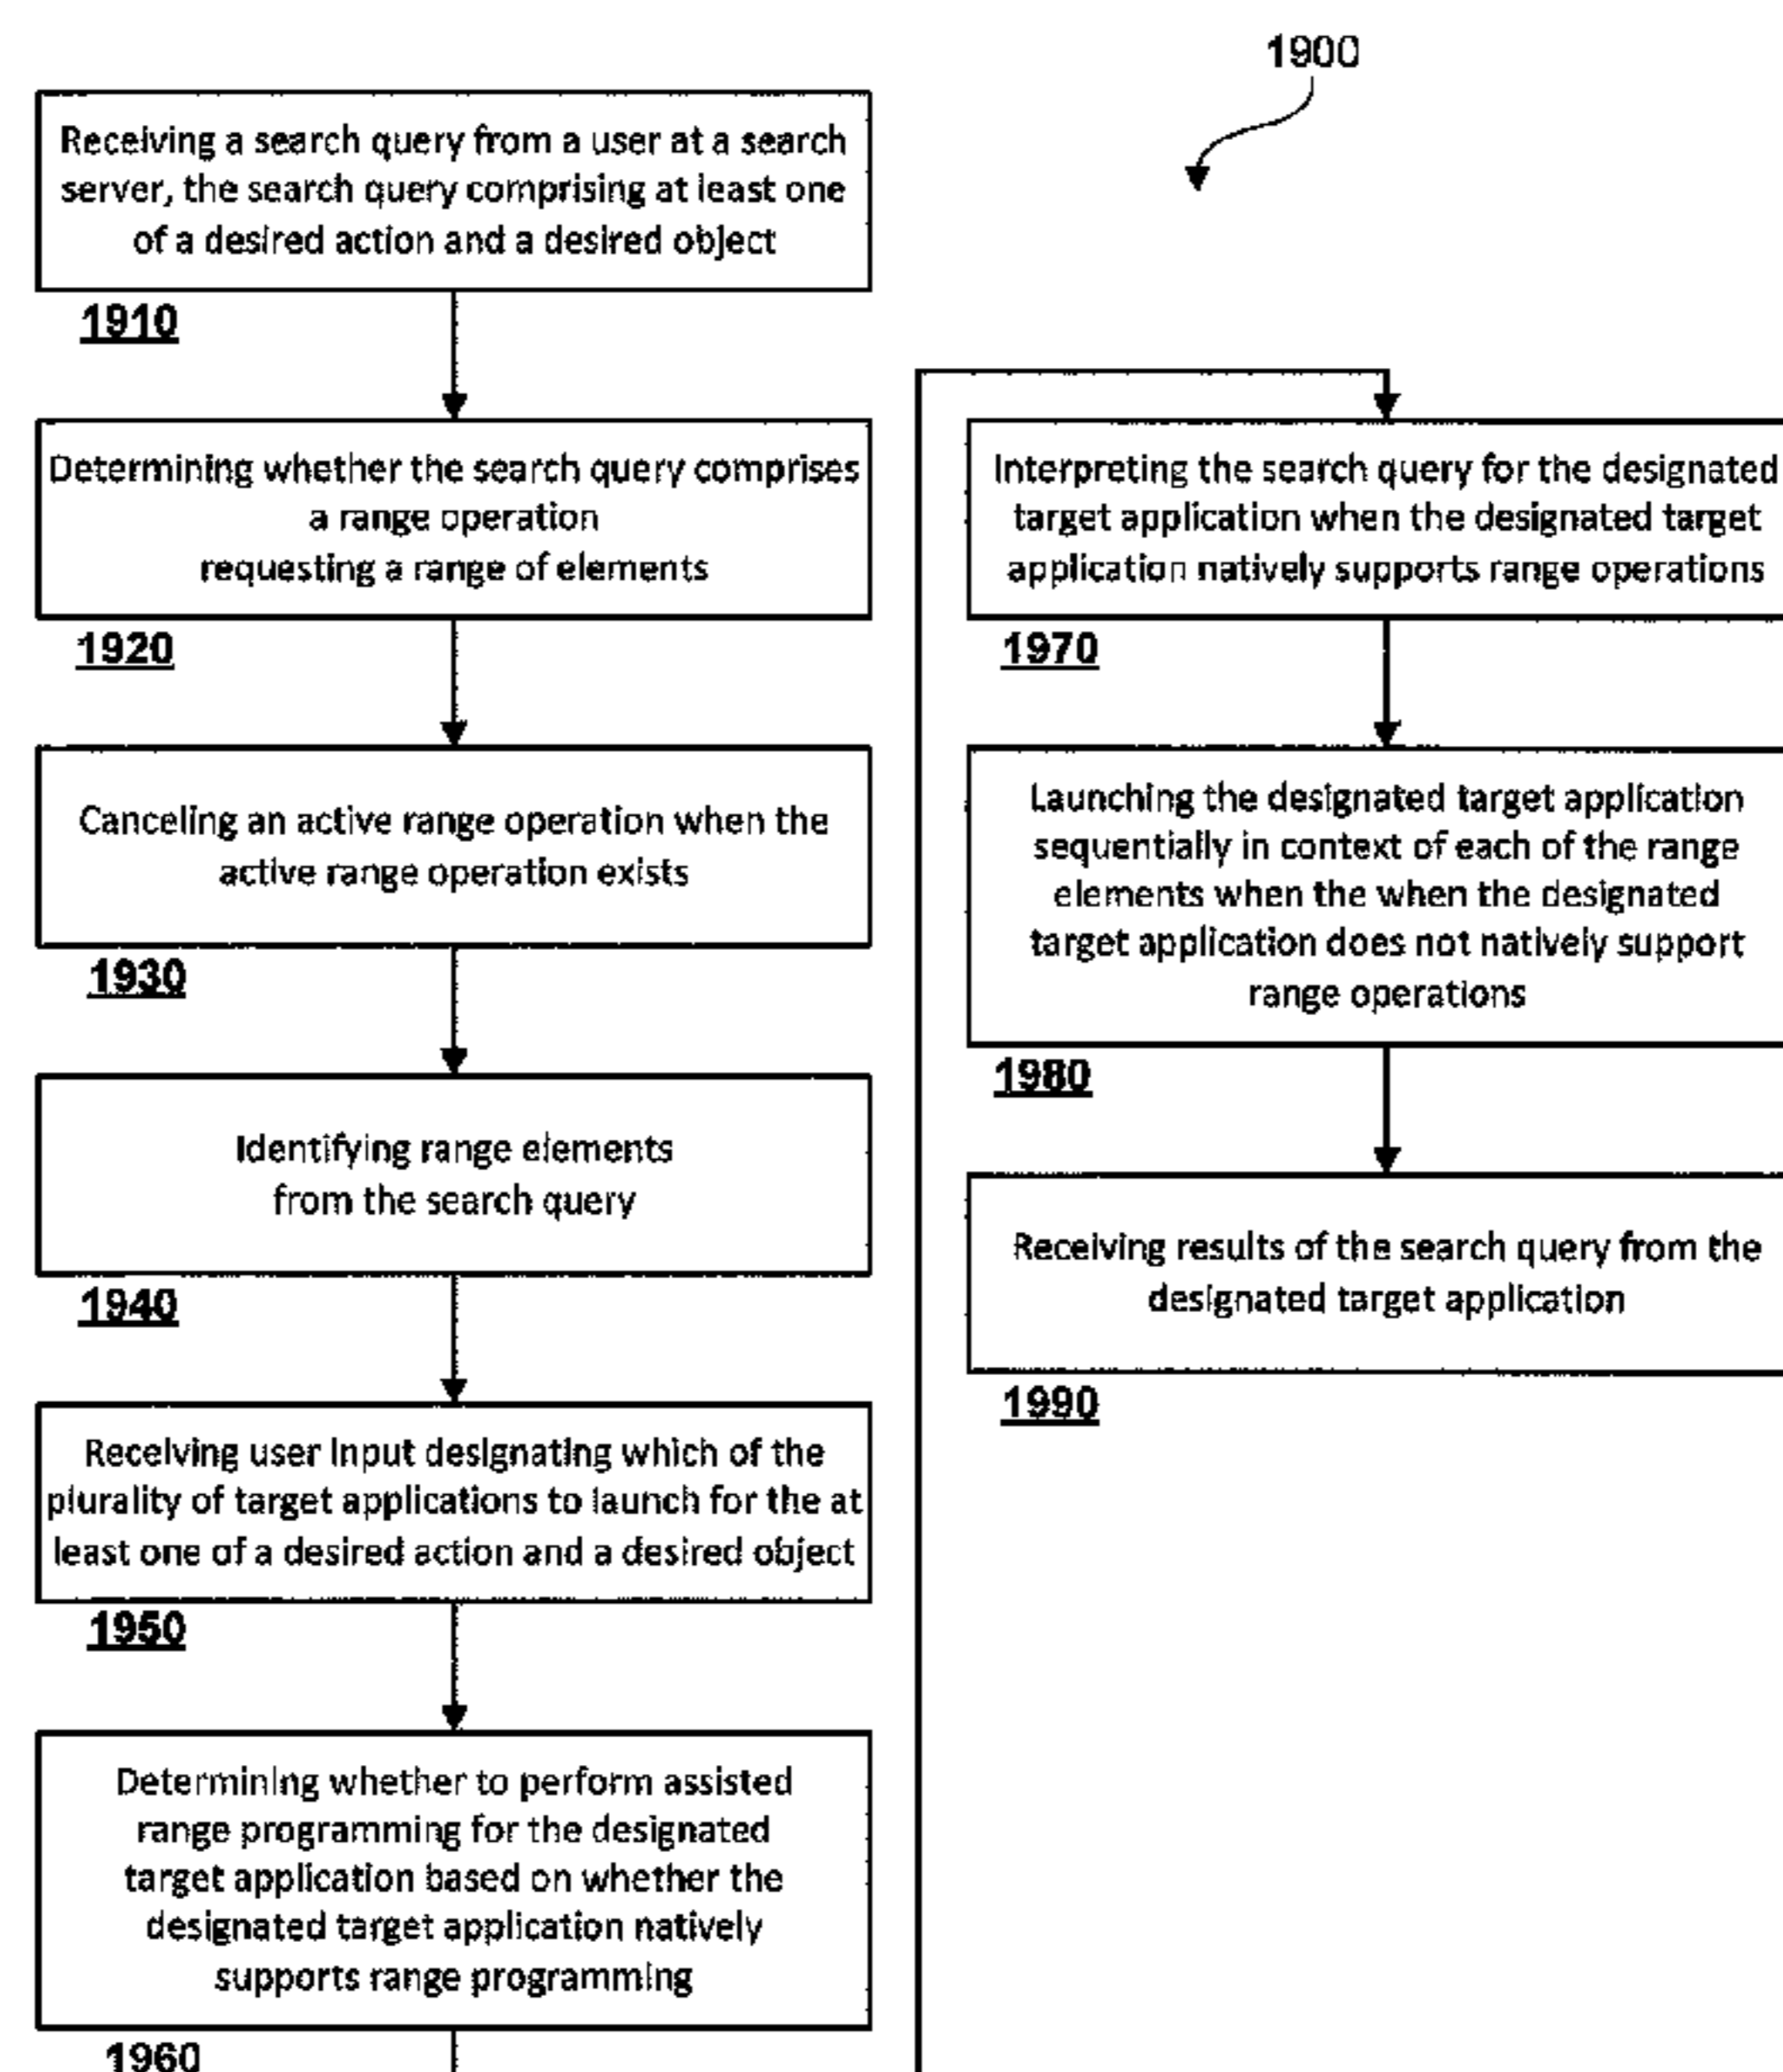 1900
Receiving a search query from a user at a search
server, the search query comprising at least one
of a desired action and a desired object
1910
Determining whether the search query comprises
a range operation
requesting a range of elements
1920
Canceling an active range operation when the
active range operation exists
1930
Identifying range elements
from the search query
1940
Receiving user input designating which of the
plurality of target applications to launch for the at
least one of a desired action and a desired object
1950
Determining whether to perform assisted
range programming for the designated
target application based on whether the
designated target application natively
supports range programming
1960
Interpreting the search query for the designated
target application when the designated target
application natively supports range operations
1970
Launching the designated target application
sequentially in context of each of the range
elements when the when the designated
target application does not natively support
range operations
1980
Receiving results of the search query from the
designated target application
1990